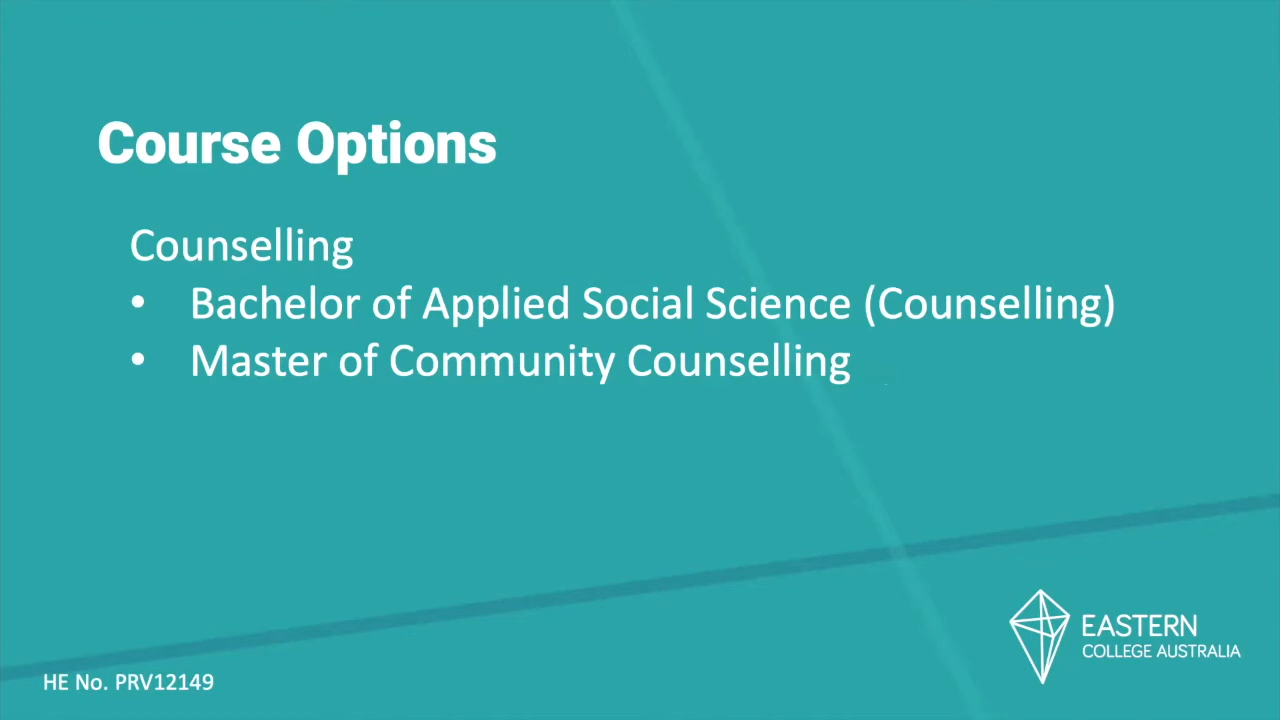 Course Options
Counselling
• Bachelor of Applied Social Science (Counselling)
• Master of Community Counselling
EASTERN
COLLEGE AUSTRALIA
HE No. PRV12149